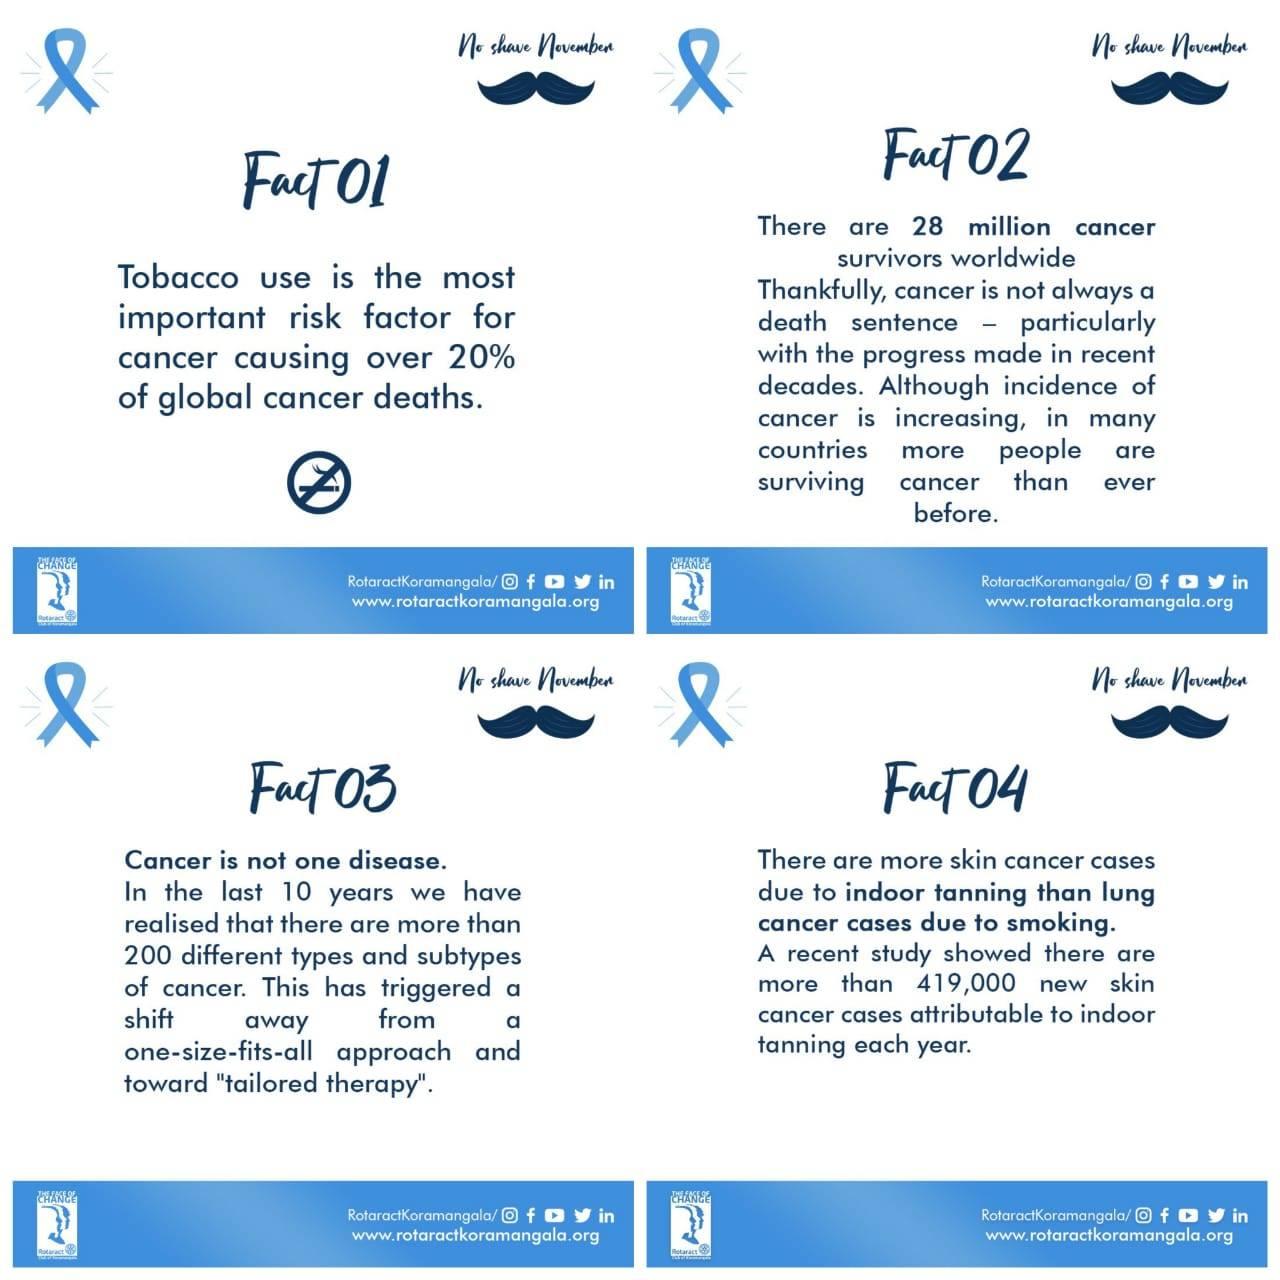 No shave November
Fact 01
Tobacco use is the most
important risk factor for
cancer causing over 20%
of global cancer deaths.
THE FACE OF
CHANGE
Rotaract
Club of Koramangala
RotaractKoramangala/
www.rotaractkoramangala.org
No shave November
Fact 02
There are 28 million cancer
survivors worldwide
Thankfully, cancer is not always a
death sentence – particularly
with the progress made in recent
decades. Although incidence of
cancer is increasing, in many
countries more people are
surviving cancer than ever
before.
THE FACE OF
CHANGE
Rotaract
Club of Koramangala
RotaractKoramangala/
www.rotaractkoramangala.org
No shave November
Fact 03
Cancer is not one disease.
In the last 10 years we have
realised that there are more than
200 different types and subtypes
of cancer. This has triggered a
shift away from a
one-size-fits-all approach and
toward "tailored therapy".
THE FACE OF
CHANGE
Rotaract
Club of Koramangala
RotaractKoramangala/
www.rotaractkoramangala.org
No shave November
Fact 04
There are more skin cancer cases
due to indoor tanning than lung
cancer cases due to smoking.
A recent study showed there are
more than 419,000 new skin
cancer cases attributable to indoor
tanning each year.
THE FACE OF
CHANGE
Rotaract
Club of Koramangala
RotaractKoramangala/
www.rotaractkoramangala.org